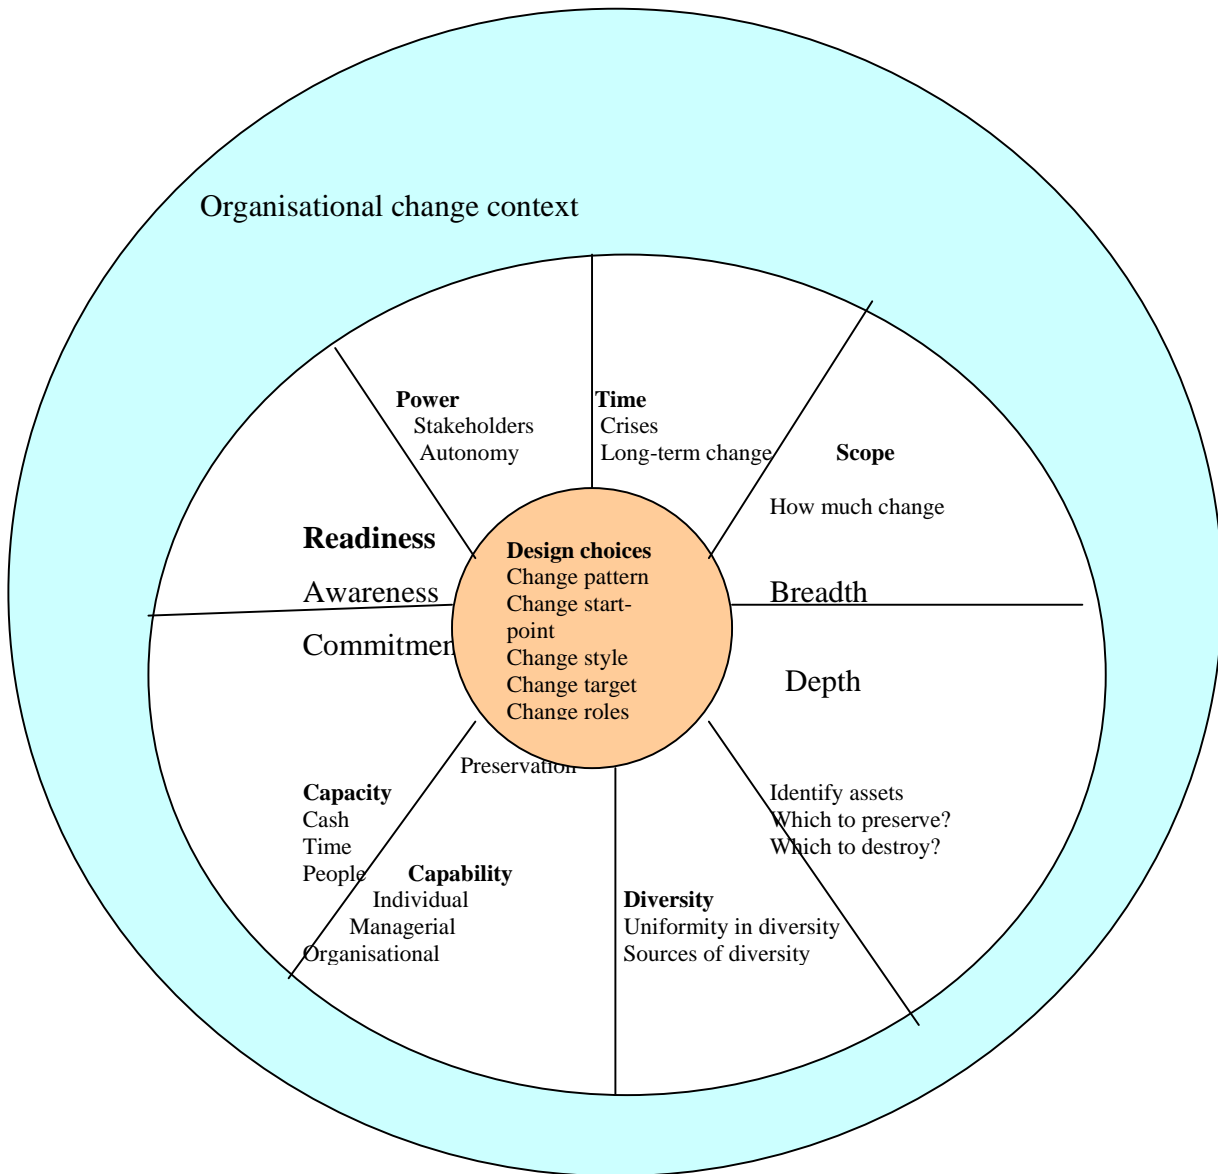 Organisational change context
Power
Stakeholders
Autonomy
Time
Crises
Long-term change
Scope
How much change
Breadth
Depth
Readiness
Awareness
Commitmen
Design choices
Change pattern
Change start-
point
Change style
Change target
Change roles
Preservation
Identify assets
Which to preserve?
Which to destroy?
Capacity
Cash
Time
People
Capability
Individual
Managerial
Organisational
Diversity
Uniformity in diversity
Sources of diversity